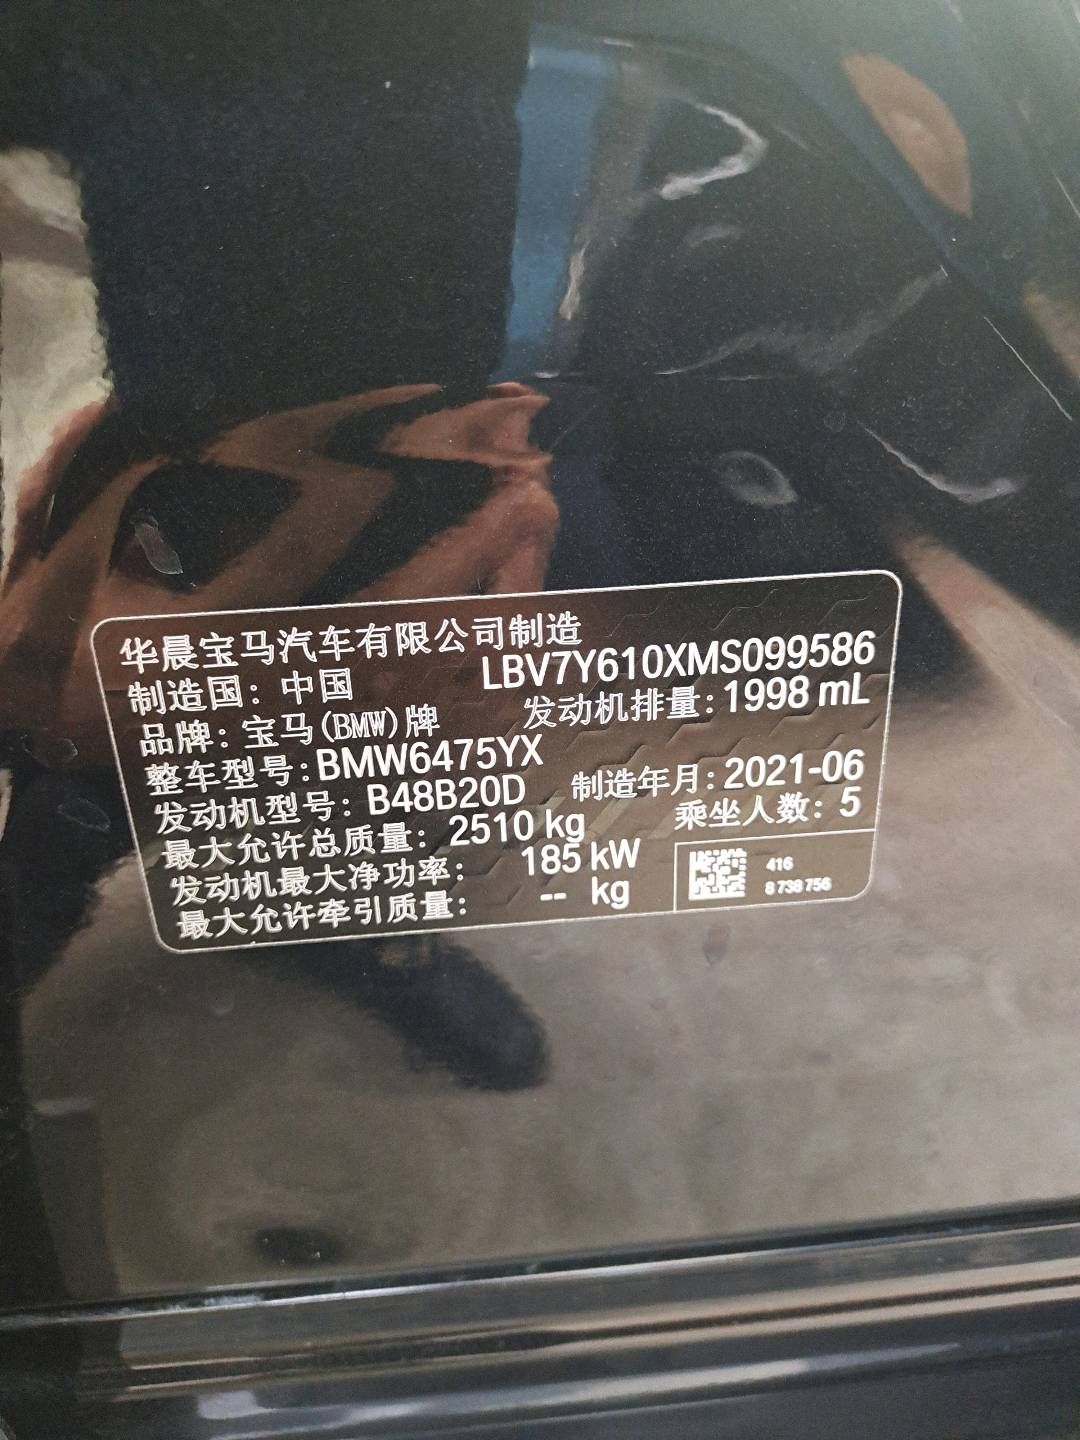 华晨宝马汽车有限公司制造
制造国：中国 LBV7Y610XMS099586
品牌：宝马(BMW)牌 发动机排量：1998 mL
整车型号：BMW6475YX
发动机型号：B48B20D 制造年月：2021-06
最大允许总质量：2510 kg 乘坐人数：5
发动机最大净功率：185 kW
最大允许牵引质量：-- kg
416
8 738 756